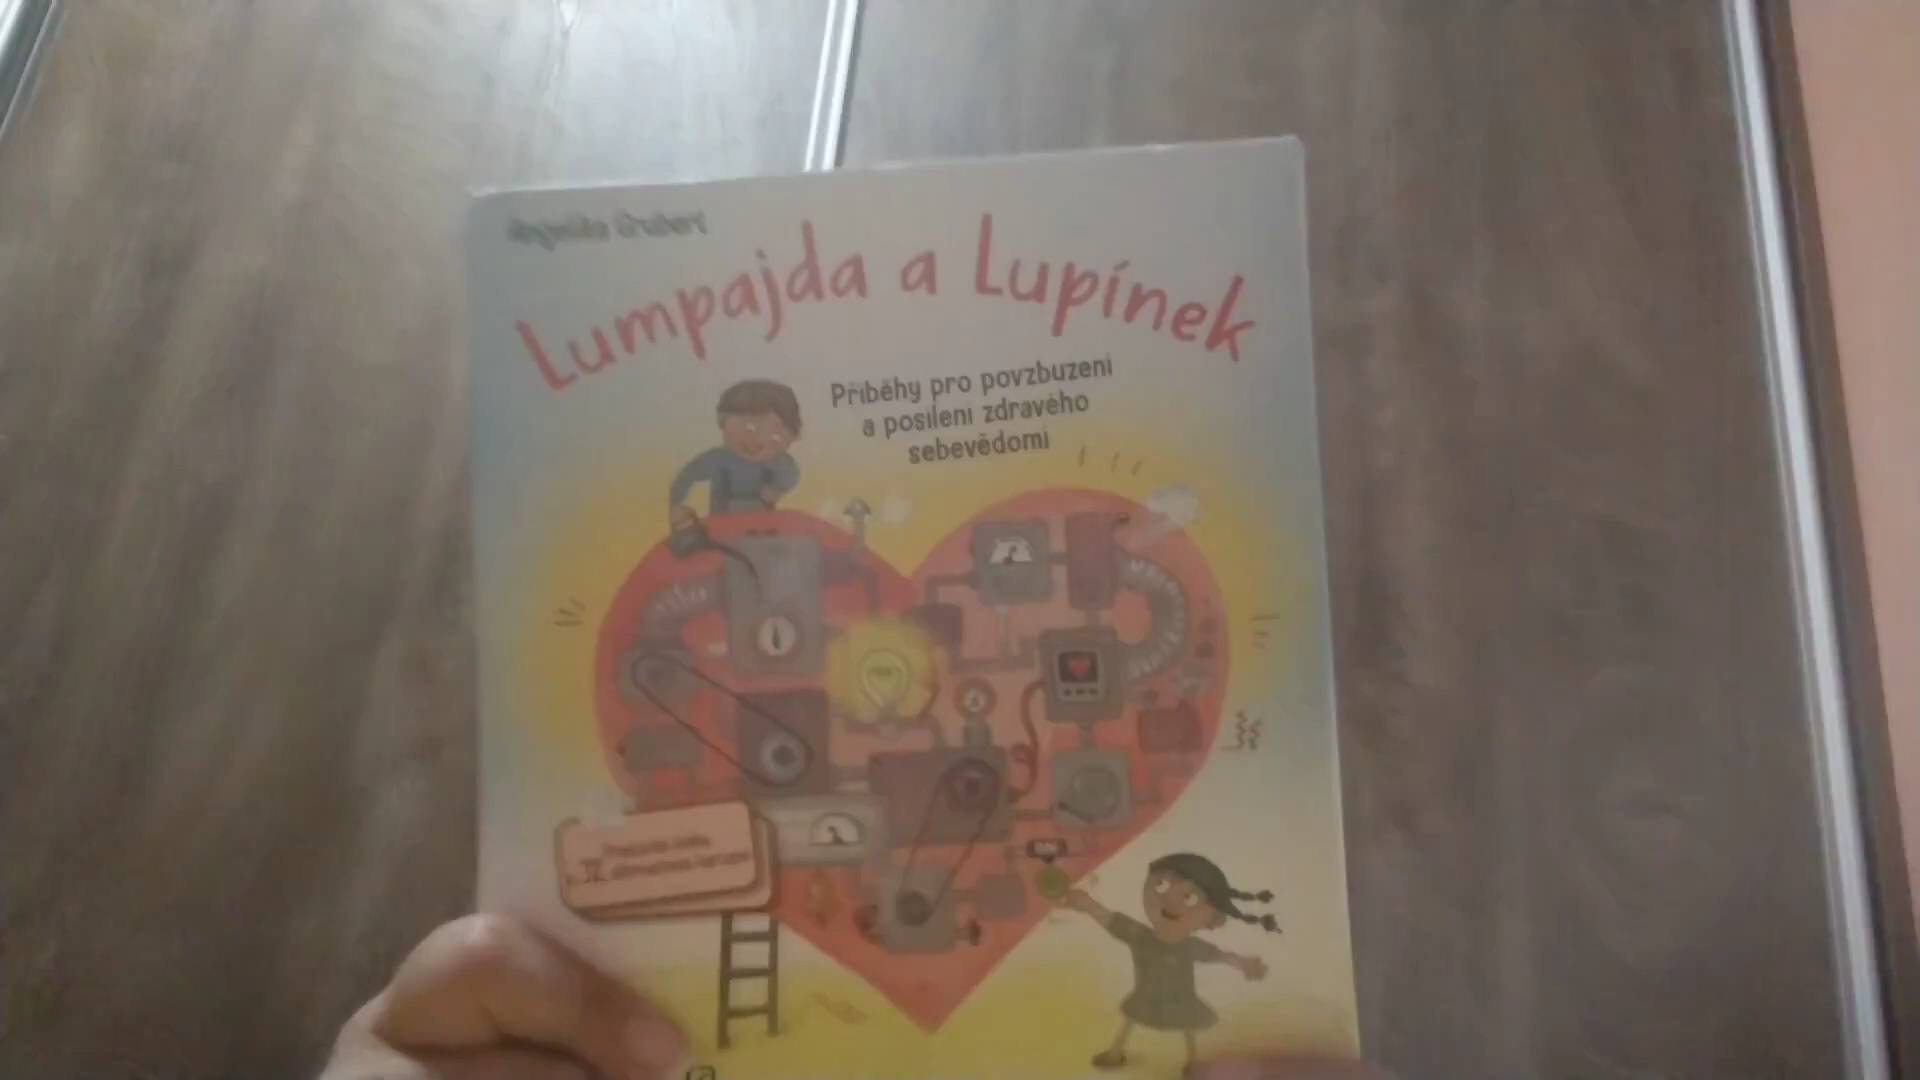 Lumpajda a Lupínek
Příběhy pro povzbuzení
a posílení zdravého
sebevědomí